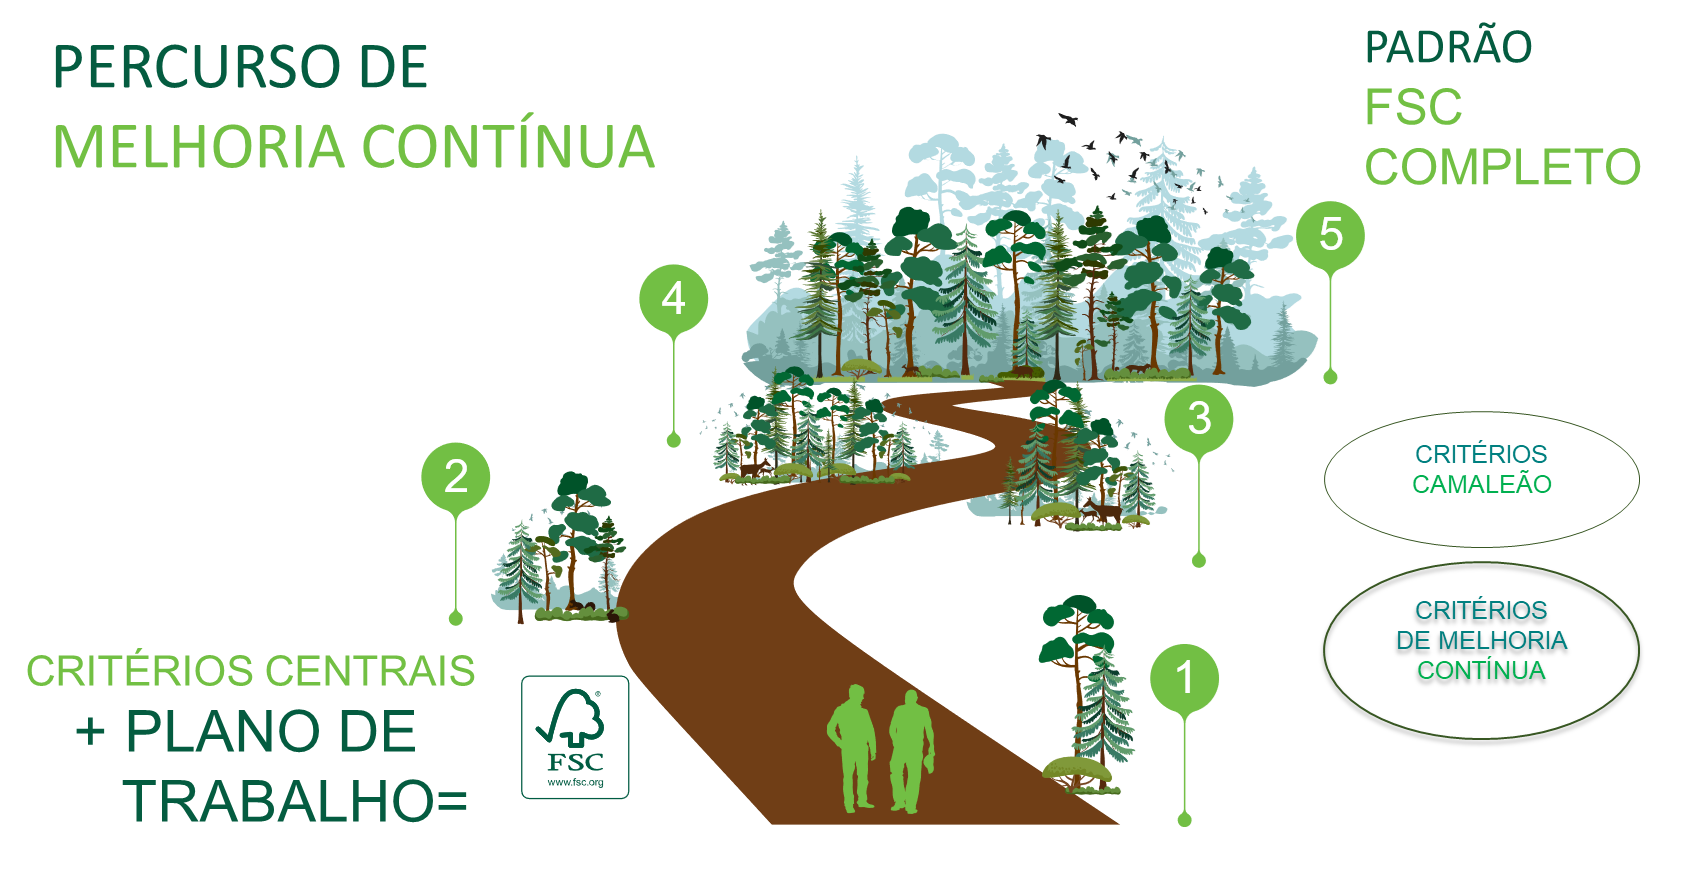 PERCURSO DE
MELHORIA CONTÍNUA
PADRÃO
FSC
COMPLETO
5
4
3
2
1
CRITÉRIOS
CAMALEÃO
CRITÉRIOS
DE MELHORIA
CONTÍNUA
CRITÉRIOS CENTRAIS
+ PLANO DE
TRABALHO=
®
FSC
www.fsc.org